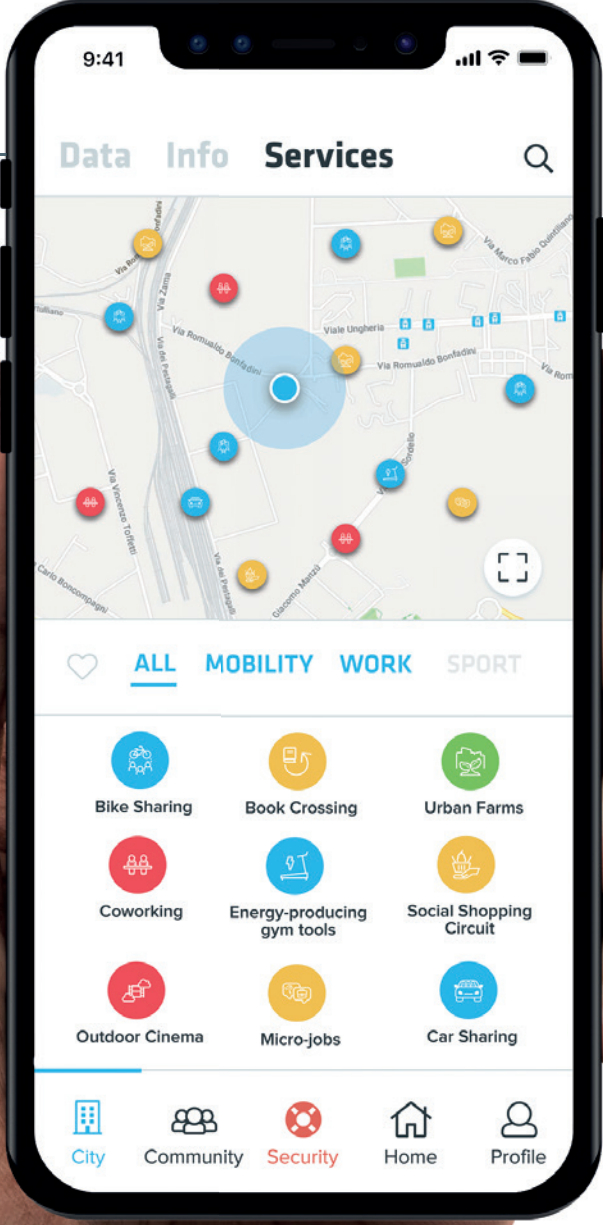 9:41
Data Info Services
Via Zama
Via Marco Fabio Quintiliano
Viale Ungheria
Via Romualdo Bonfadini
Via Romualdo Bonfadini
Via Rom
Via dei Pestagalli
Via Vincenzo Toffetti
Carlo Boncompagni
Via dei Pestagalli
Giacomo Manzù
ALL MOBILITY WORK SPORT
Bike Sharing
Book Crossing
Urban Farms
Coworking
Energy-producing
gym tools
Social Shopping
Circuit
Outdoor Cinema
Micro-jobs
Car Sharing
City
Community
Security
Home
Profile